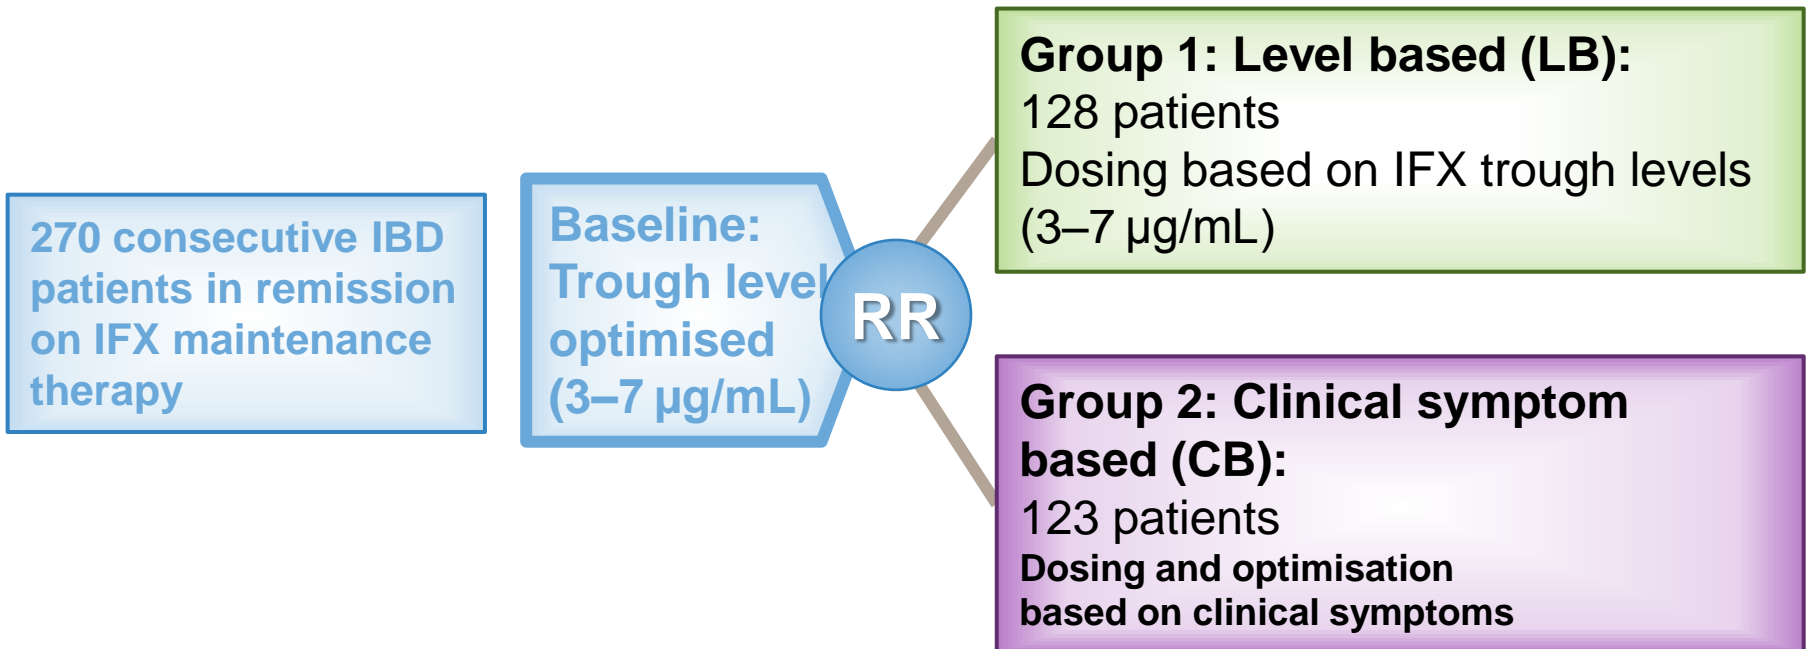 270 consecutive IBD
patients in remission
on IFX maintenance
therapy
Baseline:
Trough level
optimised
(3–7 µg/mL)
RR
Group 1: Level based (LB):
128 patients
Dosing based on IFX trough levels
(3–7 µg/mL)
Group 2: Clinical symptom
based (CB):
123 patients
Dosing and optimisation
based on clinical symptoms